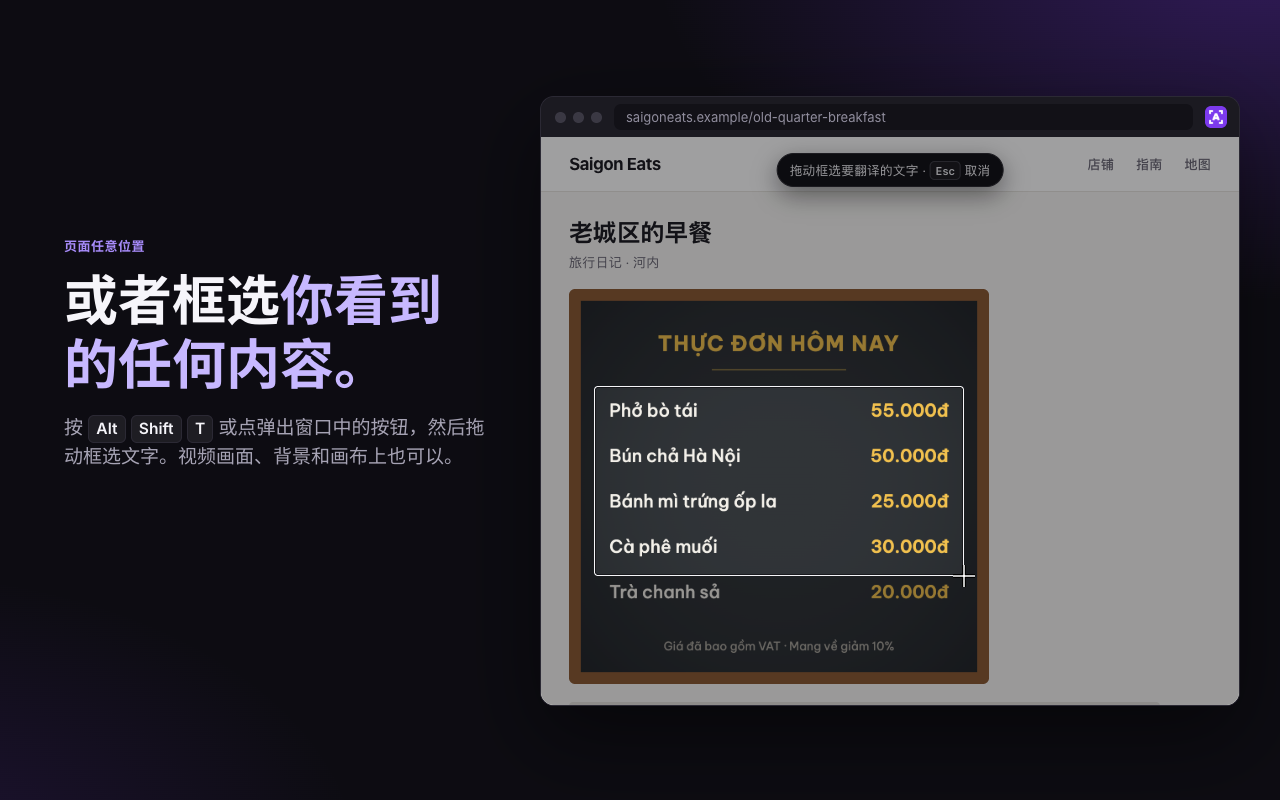 页面任意位置
或者框选你看到
的任何内容。
按 Alt Shift T 或点弹出窗口中的按钮，然后拖
动框选文字。视频画面、背景和画布上也可以。
saigoneats.example/old-quarter-breakfast
A
Saigon Eats
拖动框选要翻译的文字 · Esc 取消
店铺 指南 地图
老城区的早餐
旅行日记 · 河内
THỰC ĐƠN HÔM NAY
Phở bò tái 55.000đ
Bún chả Hà Nội 50.000đ
Bánh mì trứng ốp la 25.000đ
Cà phê muối 30.000đ
Trà chanh sả 20.000đ
Giá đã bao gồm VAT · Mang về giảm 10%